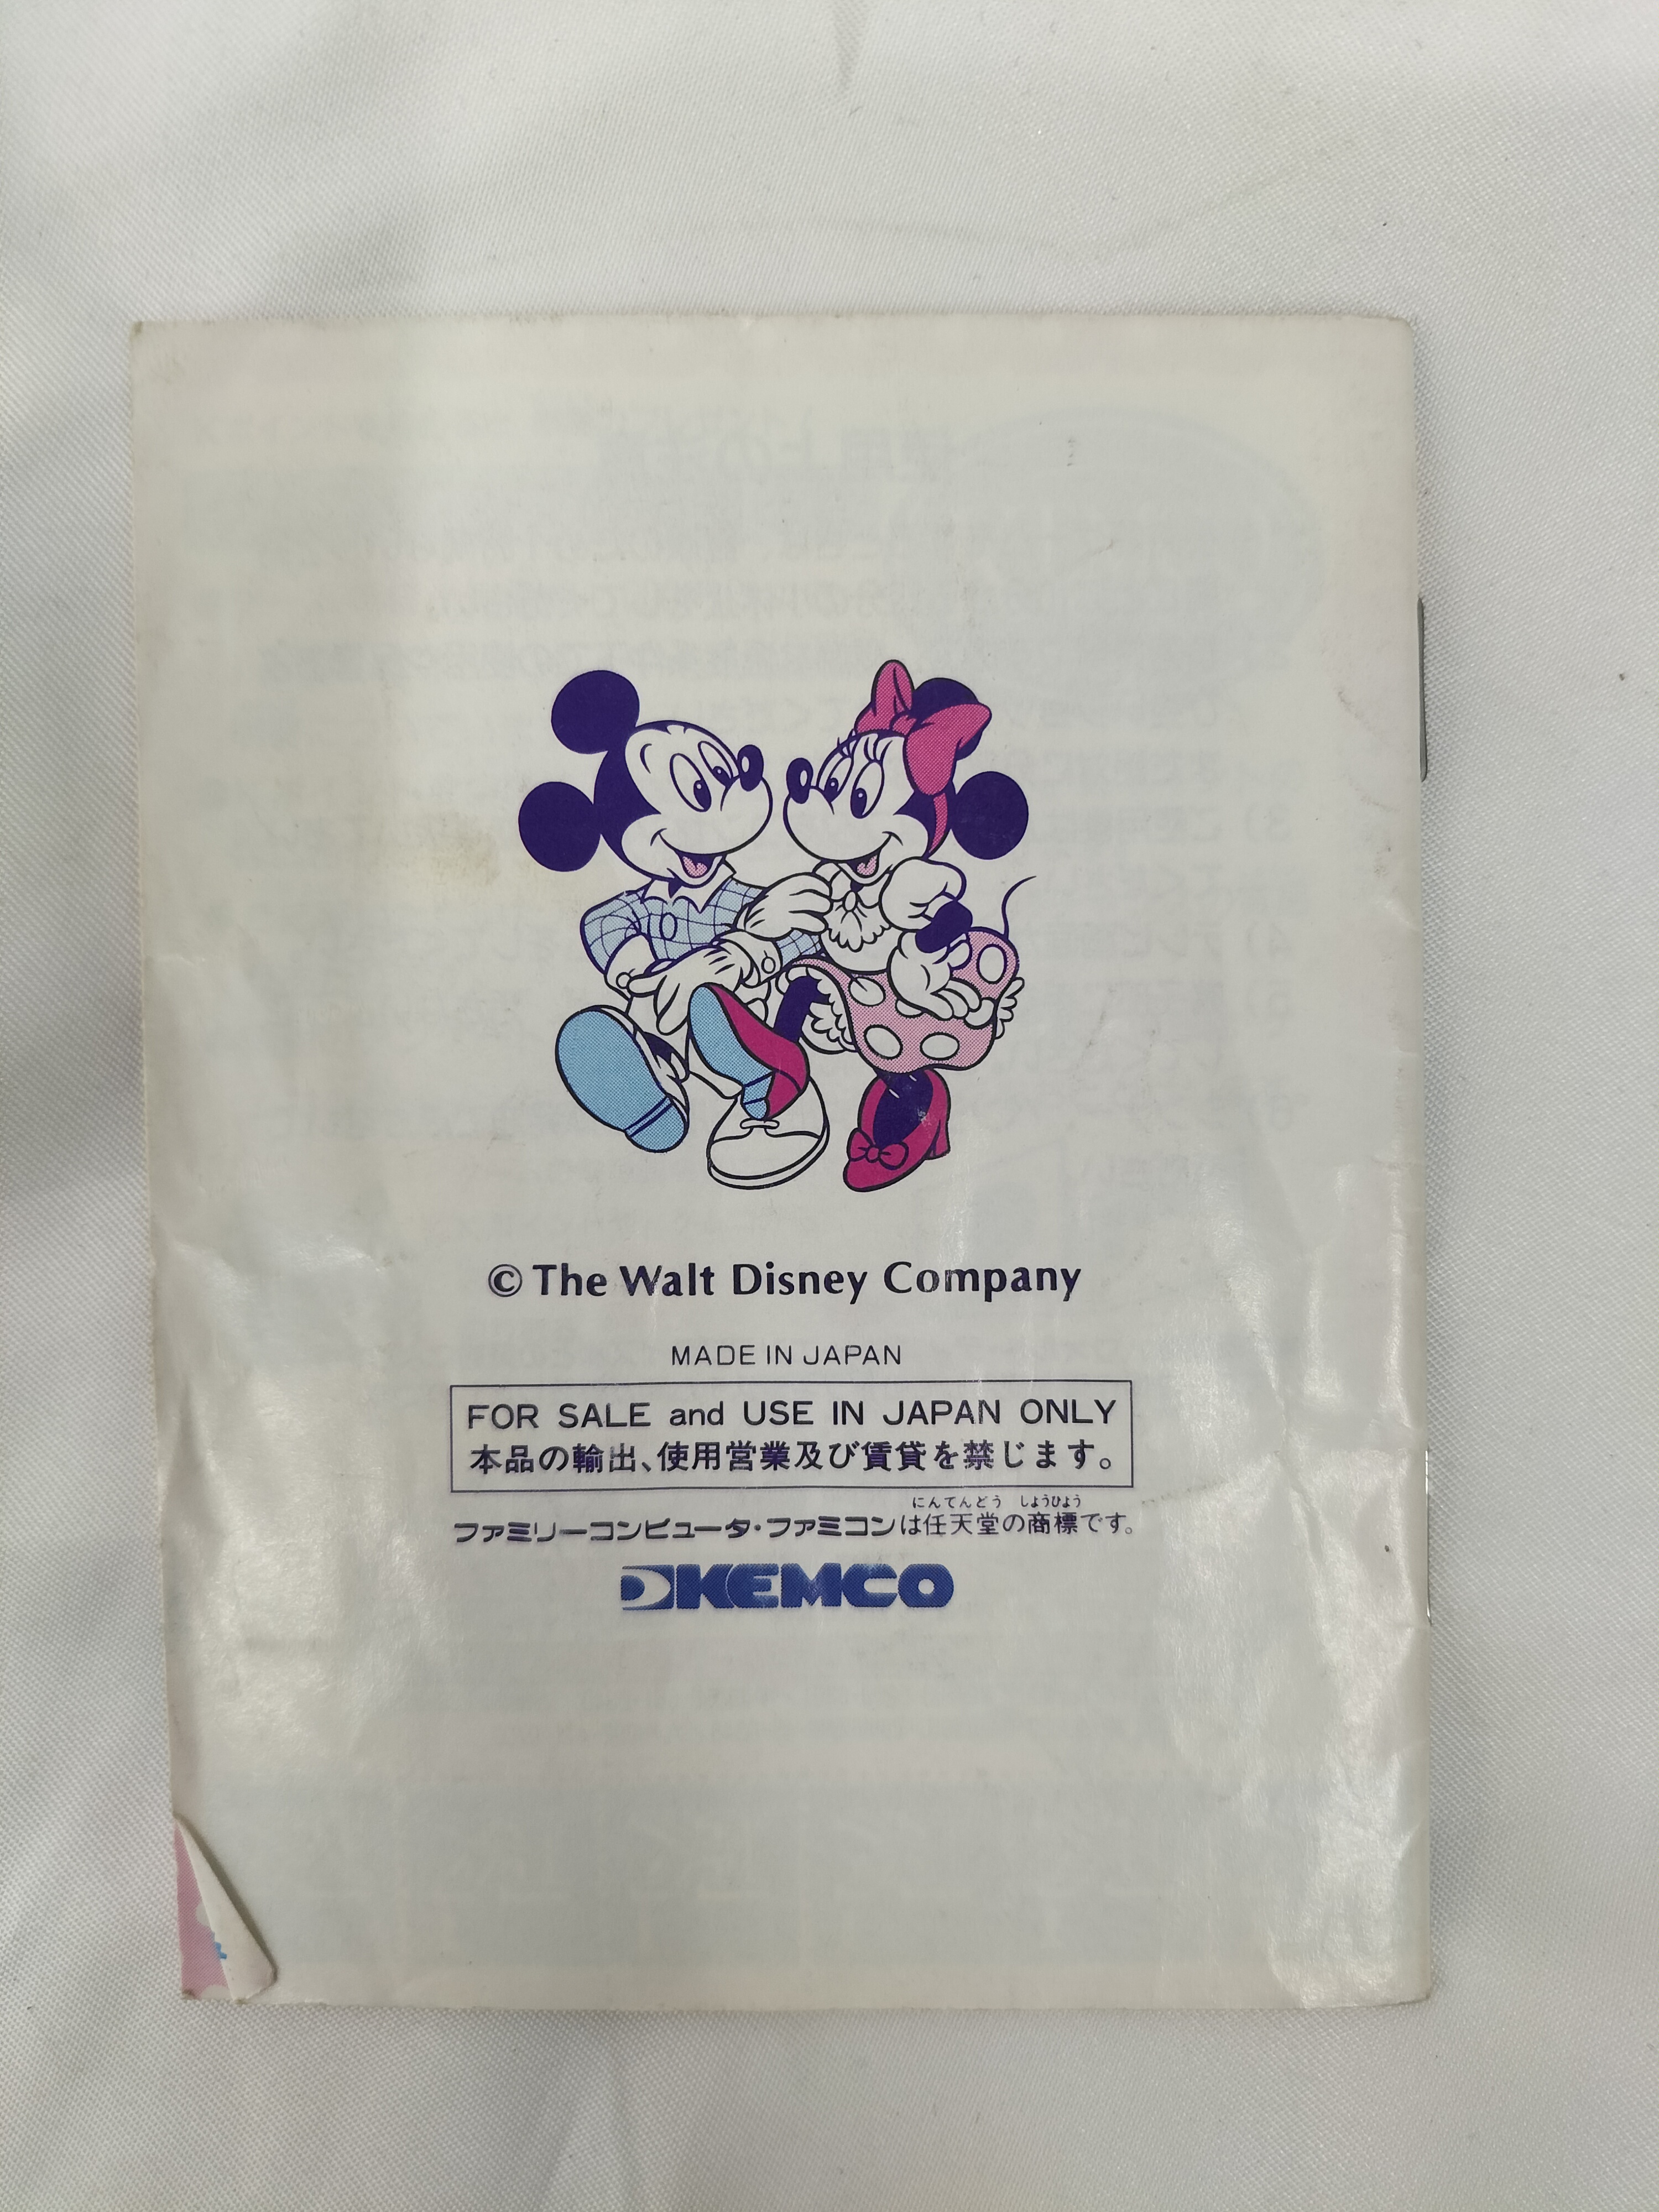 © The Walt Disney Company
MADE IN JAPAN
FOR SALE and USE IN JAPAN ONLY
本品の輸出、使用営業及び賃貸を禁じます。
にんてんどう しょうひょう
ファミリーコンピュータ・ファミコンは任天堂の商標です。
KEMCO